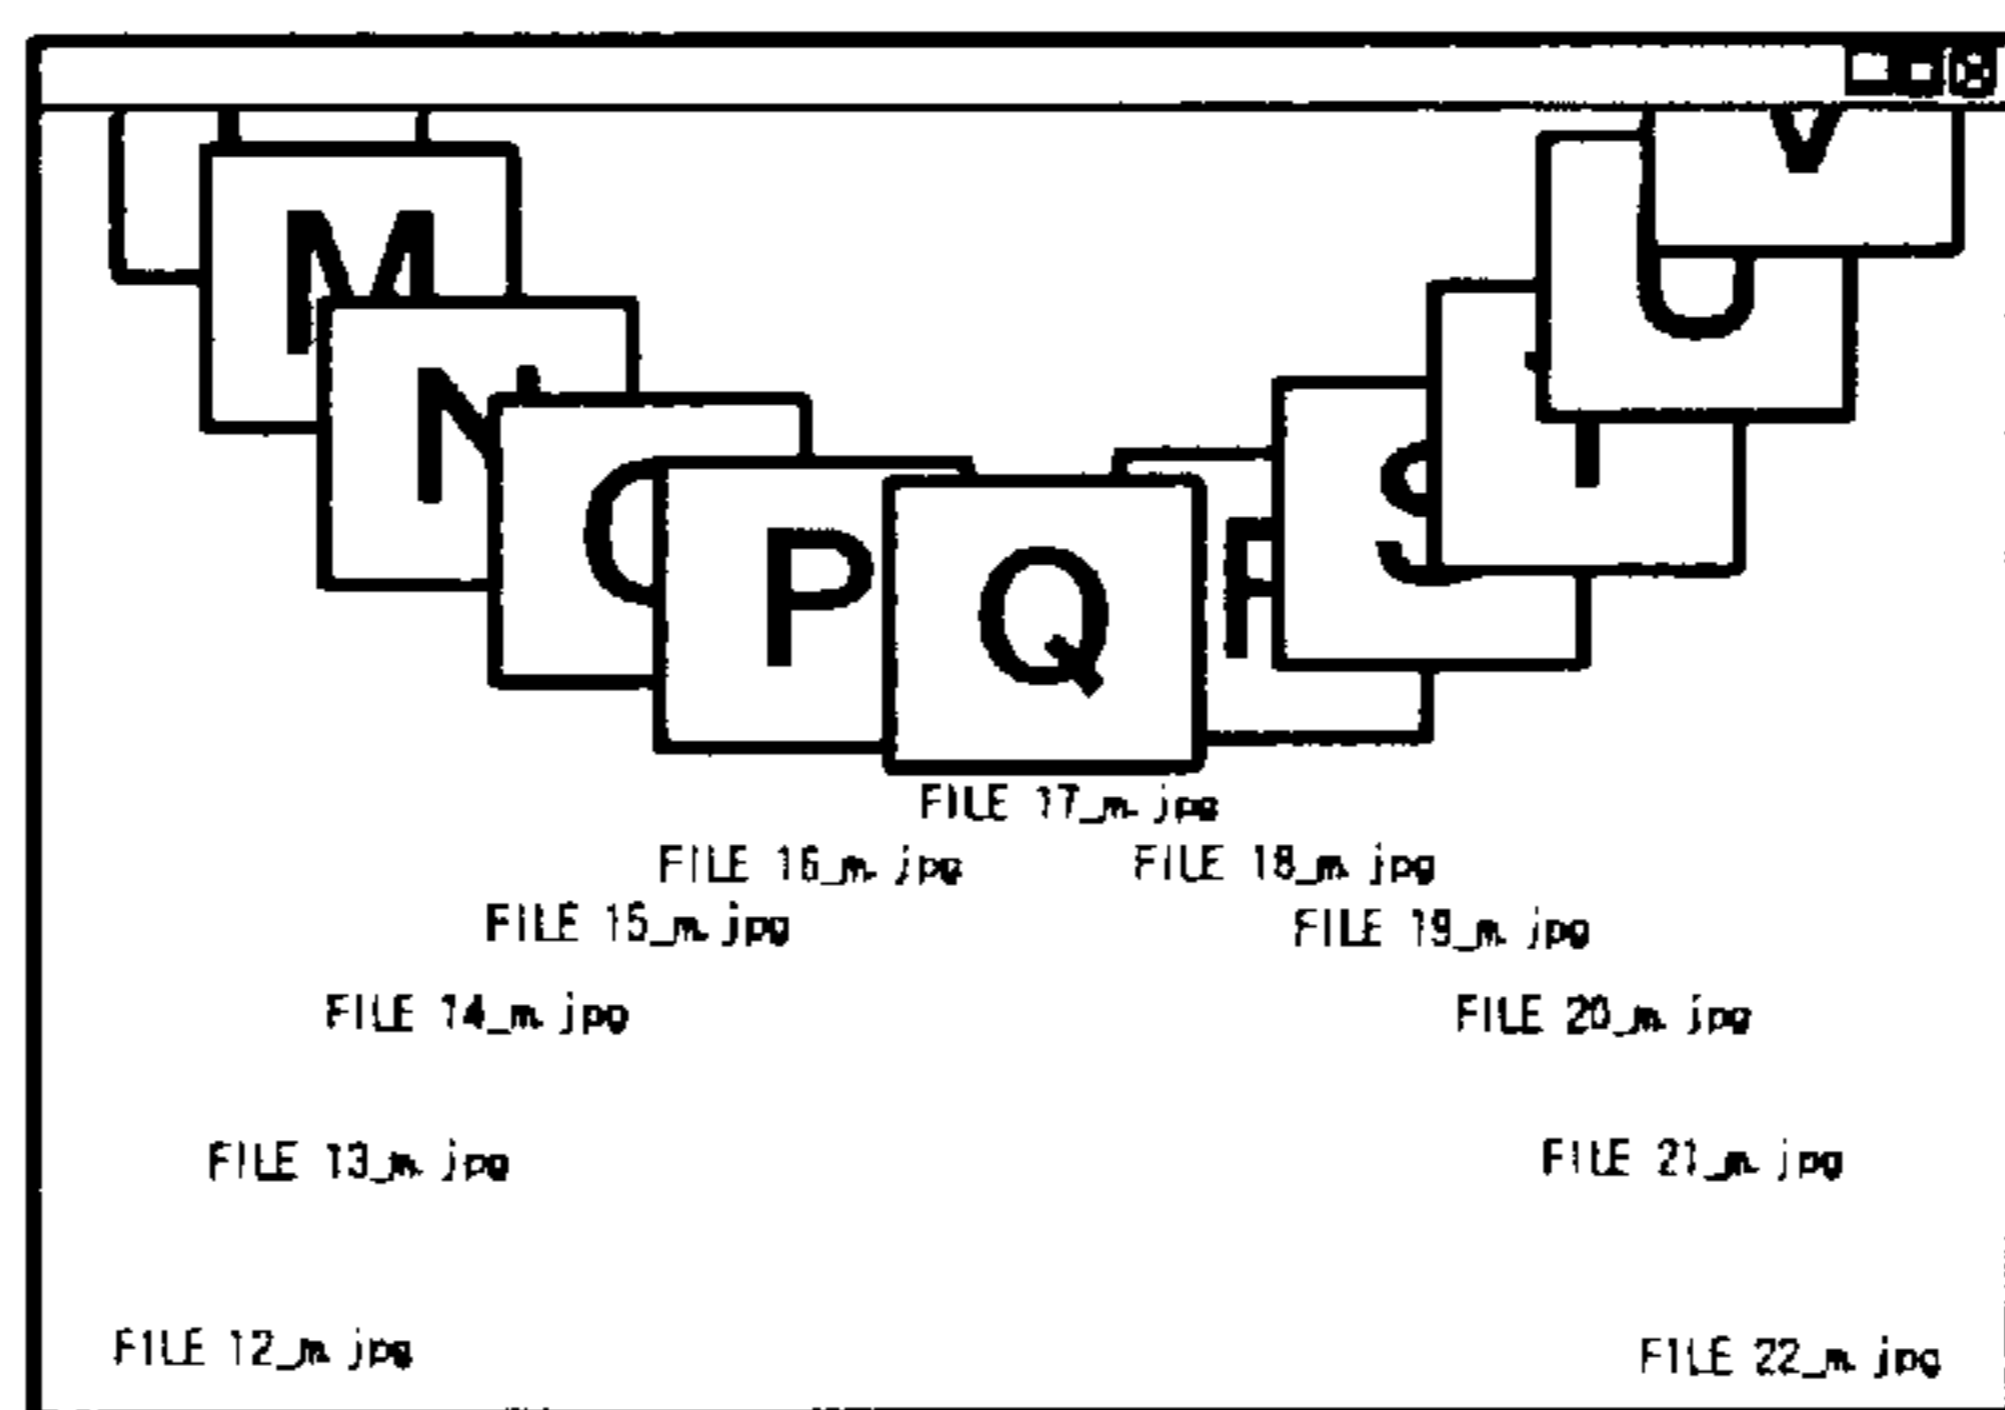 V
M
U
N
T
S
O
P
Q
R
FILE 17_m.jpg
FILE 16_m.jpg
FILE 18_m.jpg
FILE 15_m.jpg
FILE 19_m.jpg
FILE 14_m.jpg
FILE 20_m.jpg
FILE 13_m.jpg
FILE 21_m.jpg
FILE 12_m.jpg
FILE 22_m.jpg